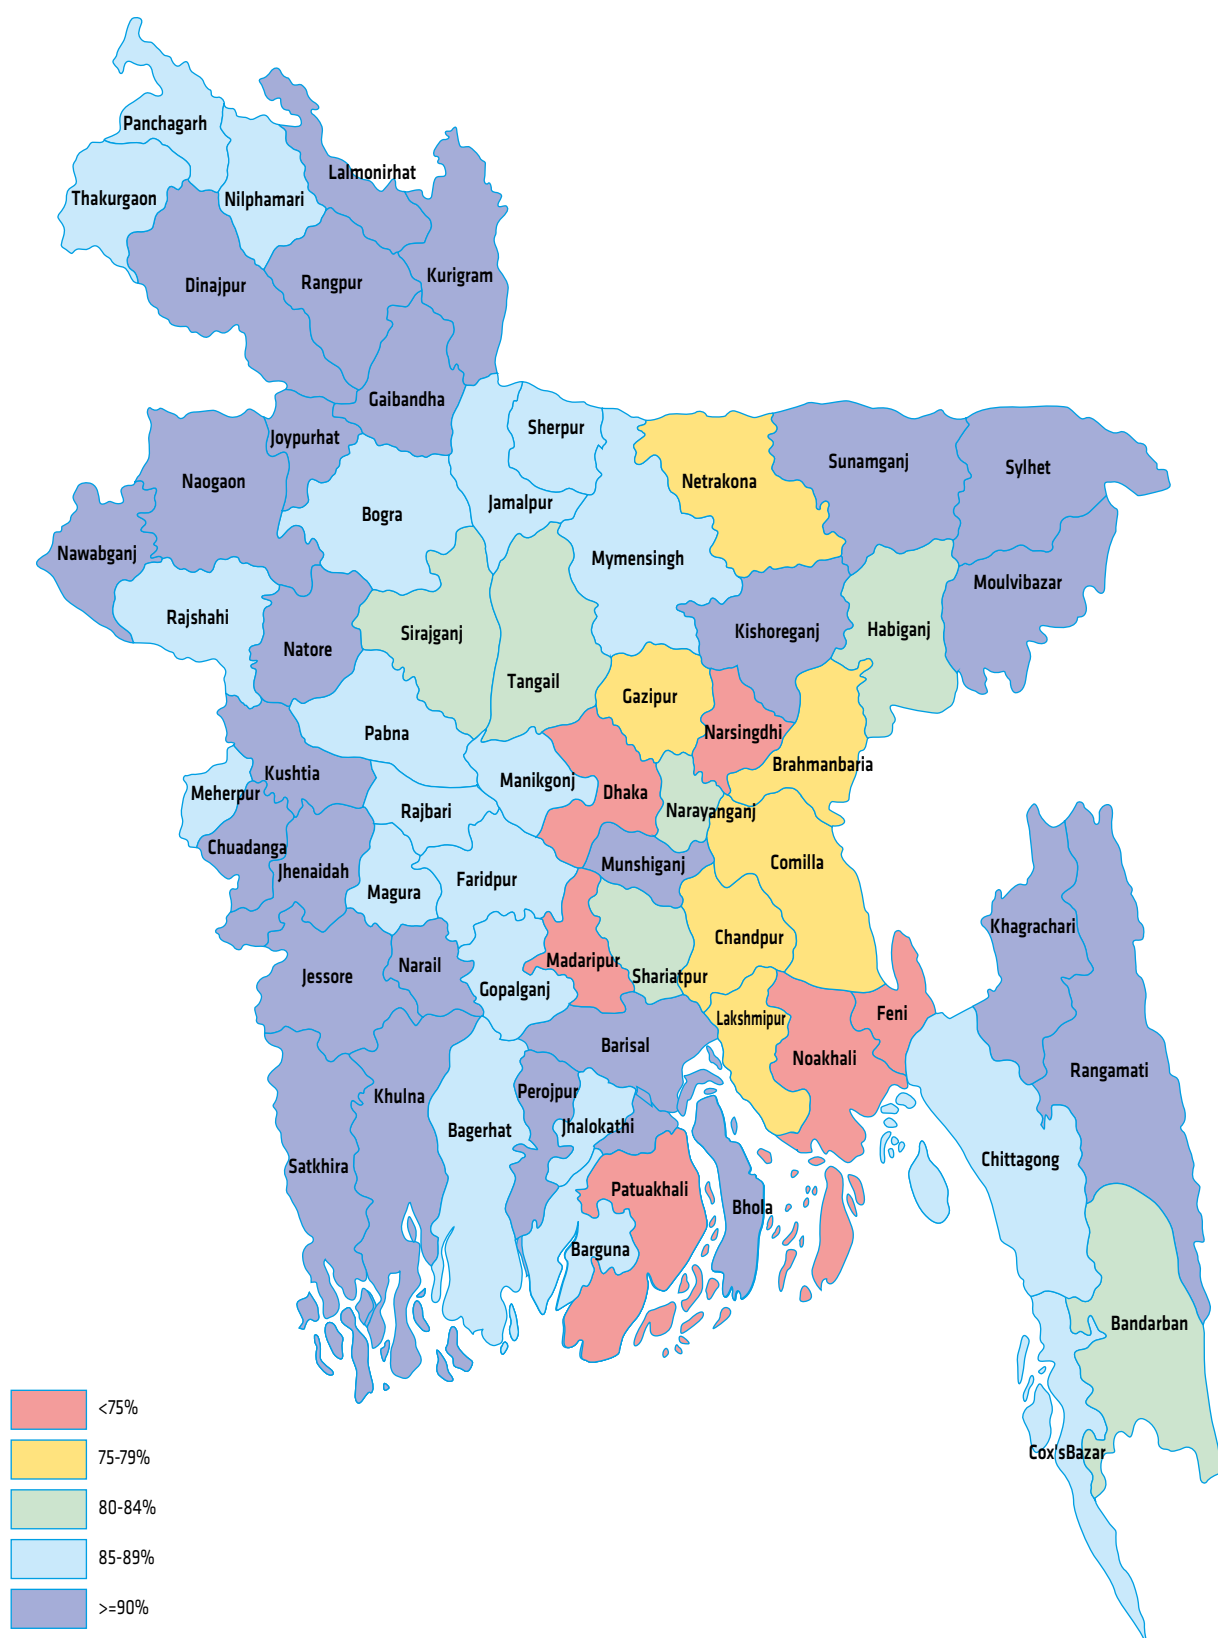 Panchagarh
Lalmonirhat
Thakurgaon
Nilphamari
Kurigram
Dinajpur
Rangpur
Gaibandha
Sherpur
Joypurhat
Sunamganj
Sylhet
Naogaon
Netrakona
Jamalpur
Bogra
Nawabganj
Mymensingh
Moulvibazar
Rajshahi
Sirajganj
Kishoreganj
Habiganj
Natore
Tangail
Gazipur
Pabna
Narsingdhi
Brahmanbaria
Kushtia
Manikgonj
Meherpur
Dhaka
Rajbari
Narayanganj
Chuadanga
Jhenaidah
Munshiganj
Comilla
Magura
Faridpur
Khagrachari
Chandpur
Madaripur
Narail
Jessore
Shariatpur
Gopalganj
Lakshmipur
Feni
Barisal
Noakhali
Rangamati
Perojpur
Khulna
Jhalokathi
Bagerhat
Chittagong
Satkhira
Patuakhali
Bhola
Barguna
Bandarban
Cox'sBazar
<75%
75-79%
80-84%
85-89%
>=90%